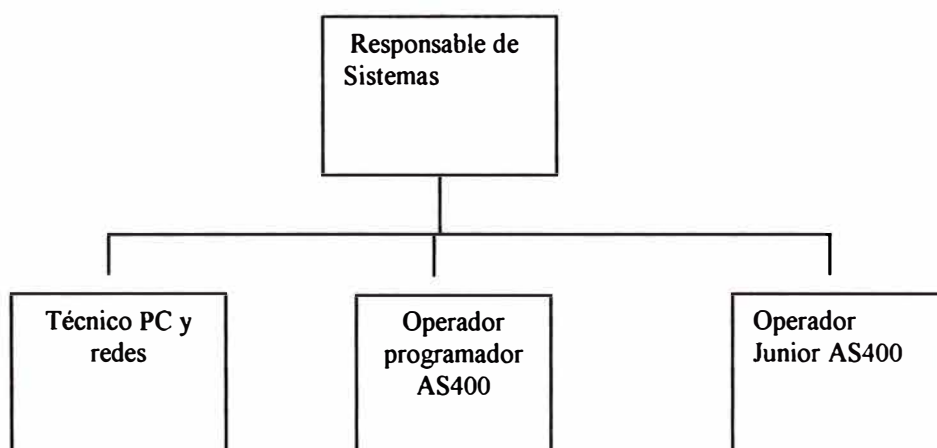 Responsable de
Sistemas
Técnico PC y
redes
Operador
programador
AS400
Operador
Junior AS400